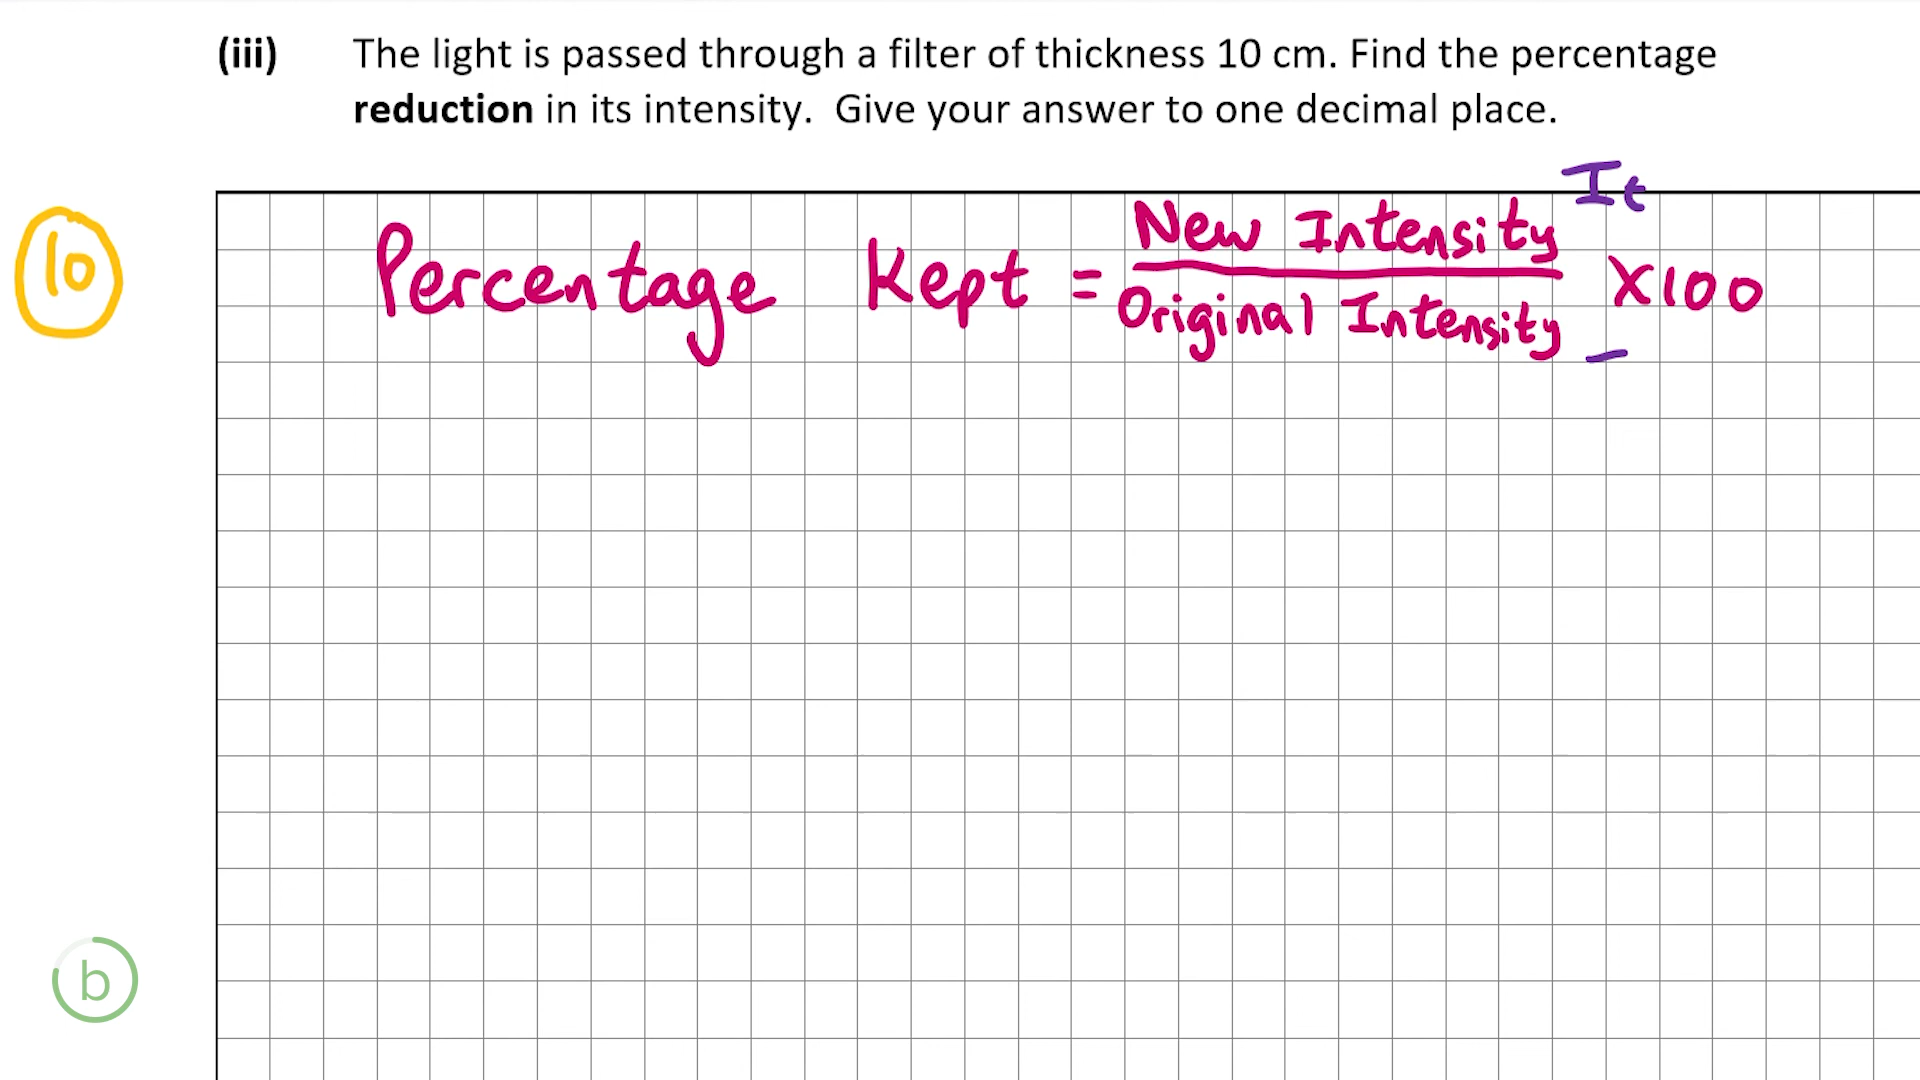 (iii) The light is passed through a filter of thickness 10 cm. Find the percentage
reduction in its intensity. Give your answer to one decimal place.
It
10
Percentage Kept = New Intensity / Original Intensity X100
b